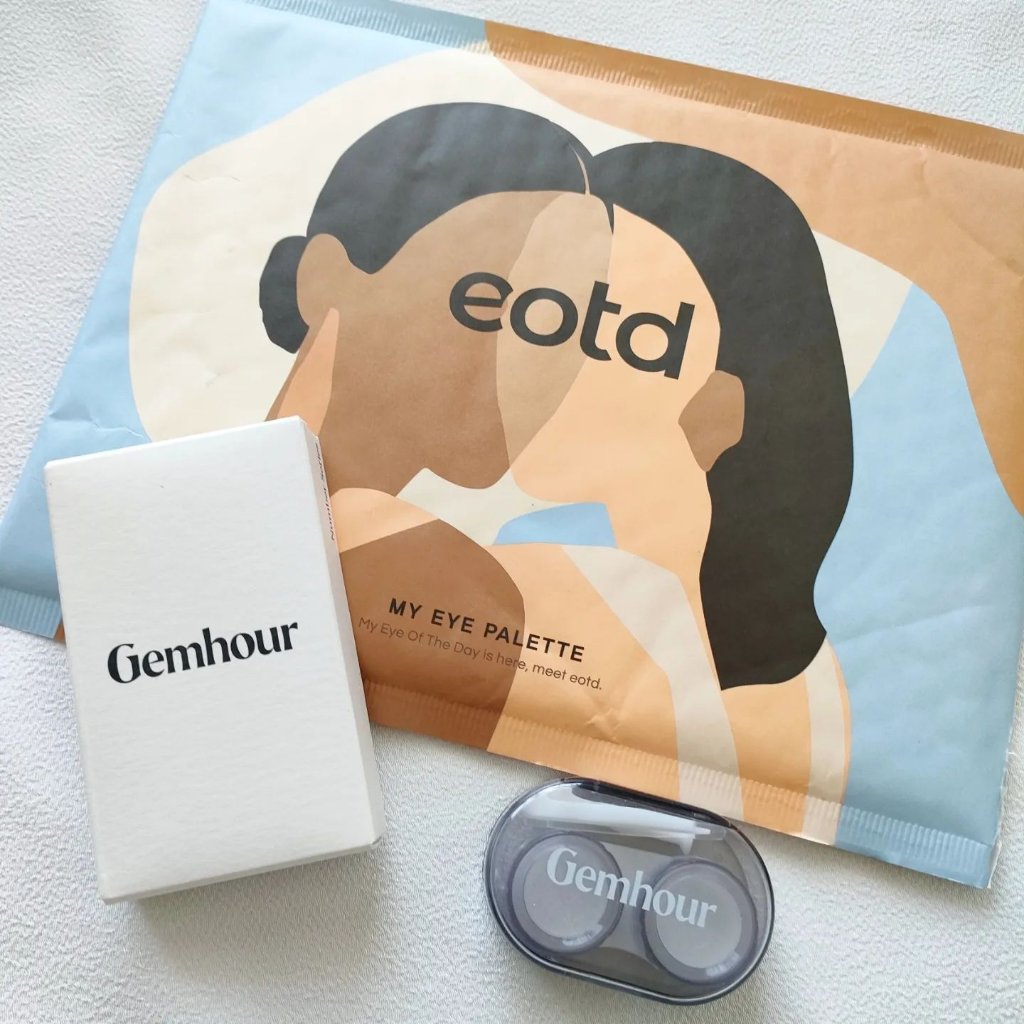 eotd
MY EYE PALETTE
My Eye Of The Day is here, meet eotd.
Gemhour
Gemhour